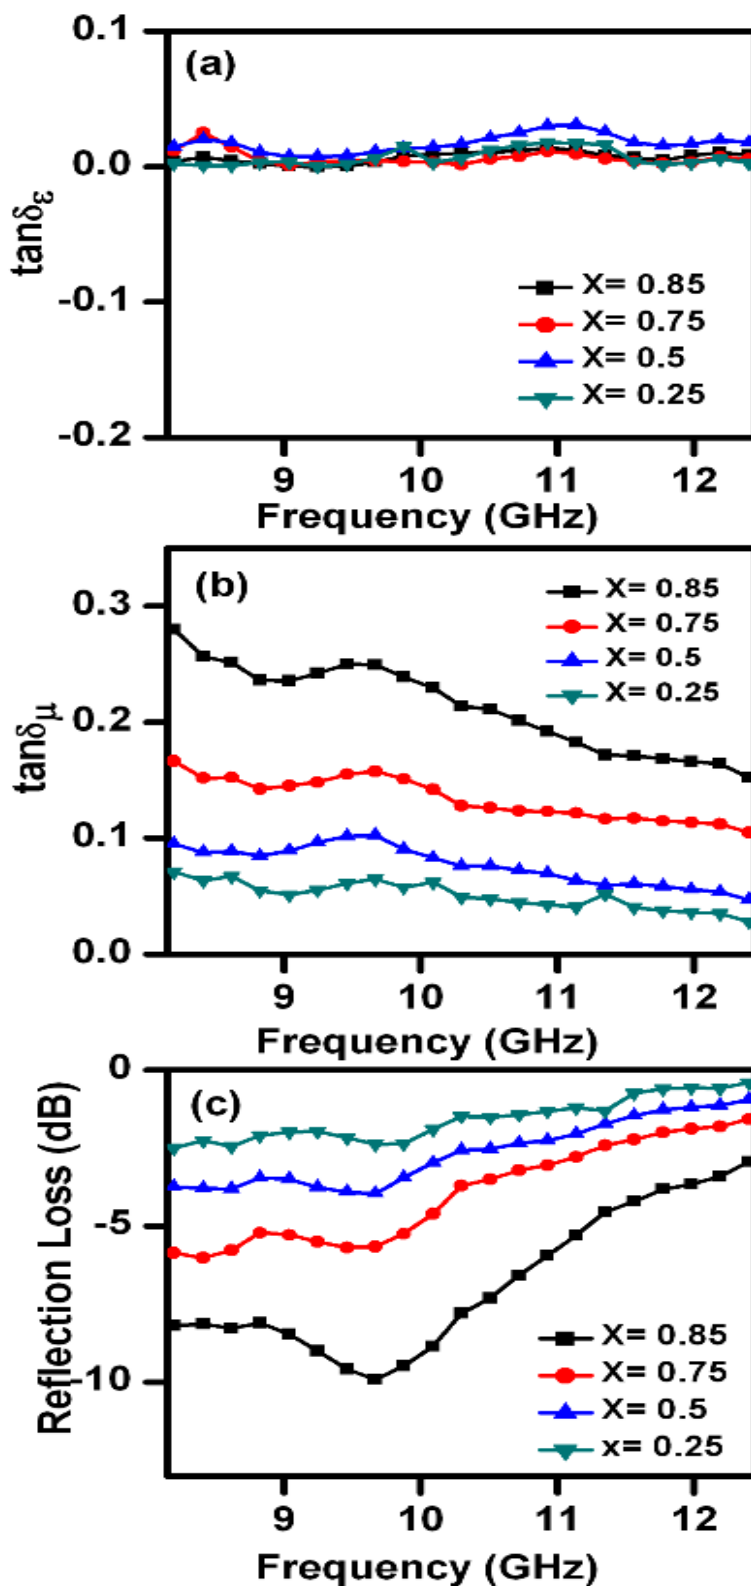 0.1
(a)
0.0
tanδε
-0.1
X= 0.85
X= 0.75
X= 0.5
X= 0.25
-0.2
9 10 11 12
Frequency (GHz)
(b)
0.3
X= 0.85
X= 0.75
X= 0.5
X= 0.25
tanδμ
0.2
0.1
0.0
9 10 11 12
Frequency (GHz)
0
(c)
Reflection Loss (dB)
-5
-10
X= 0.85
X= 0.75
X= 0.5
x= 0.25
9 10 11 12
Frequency (GHz)